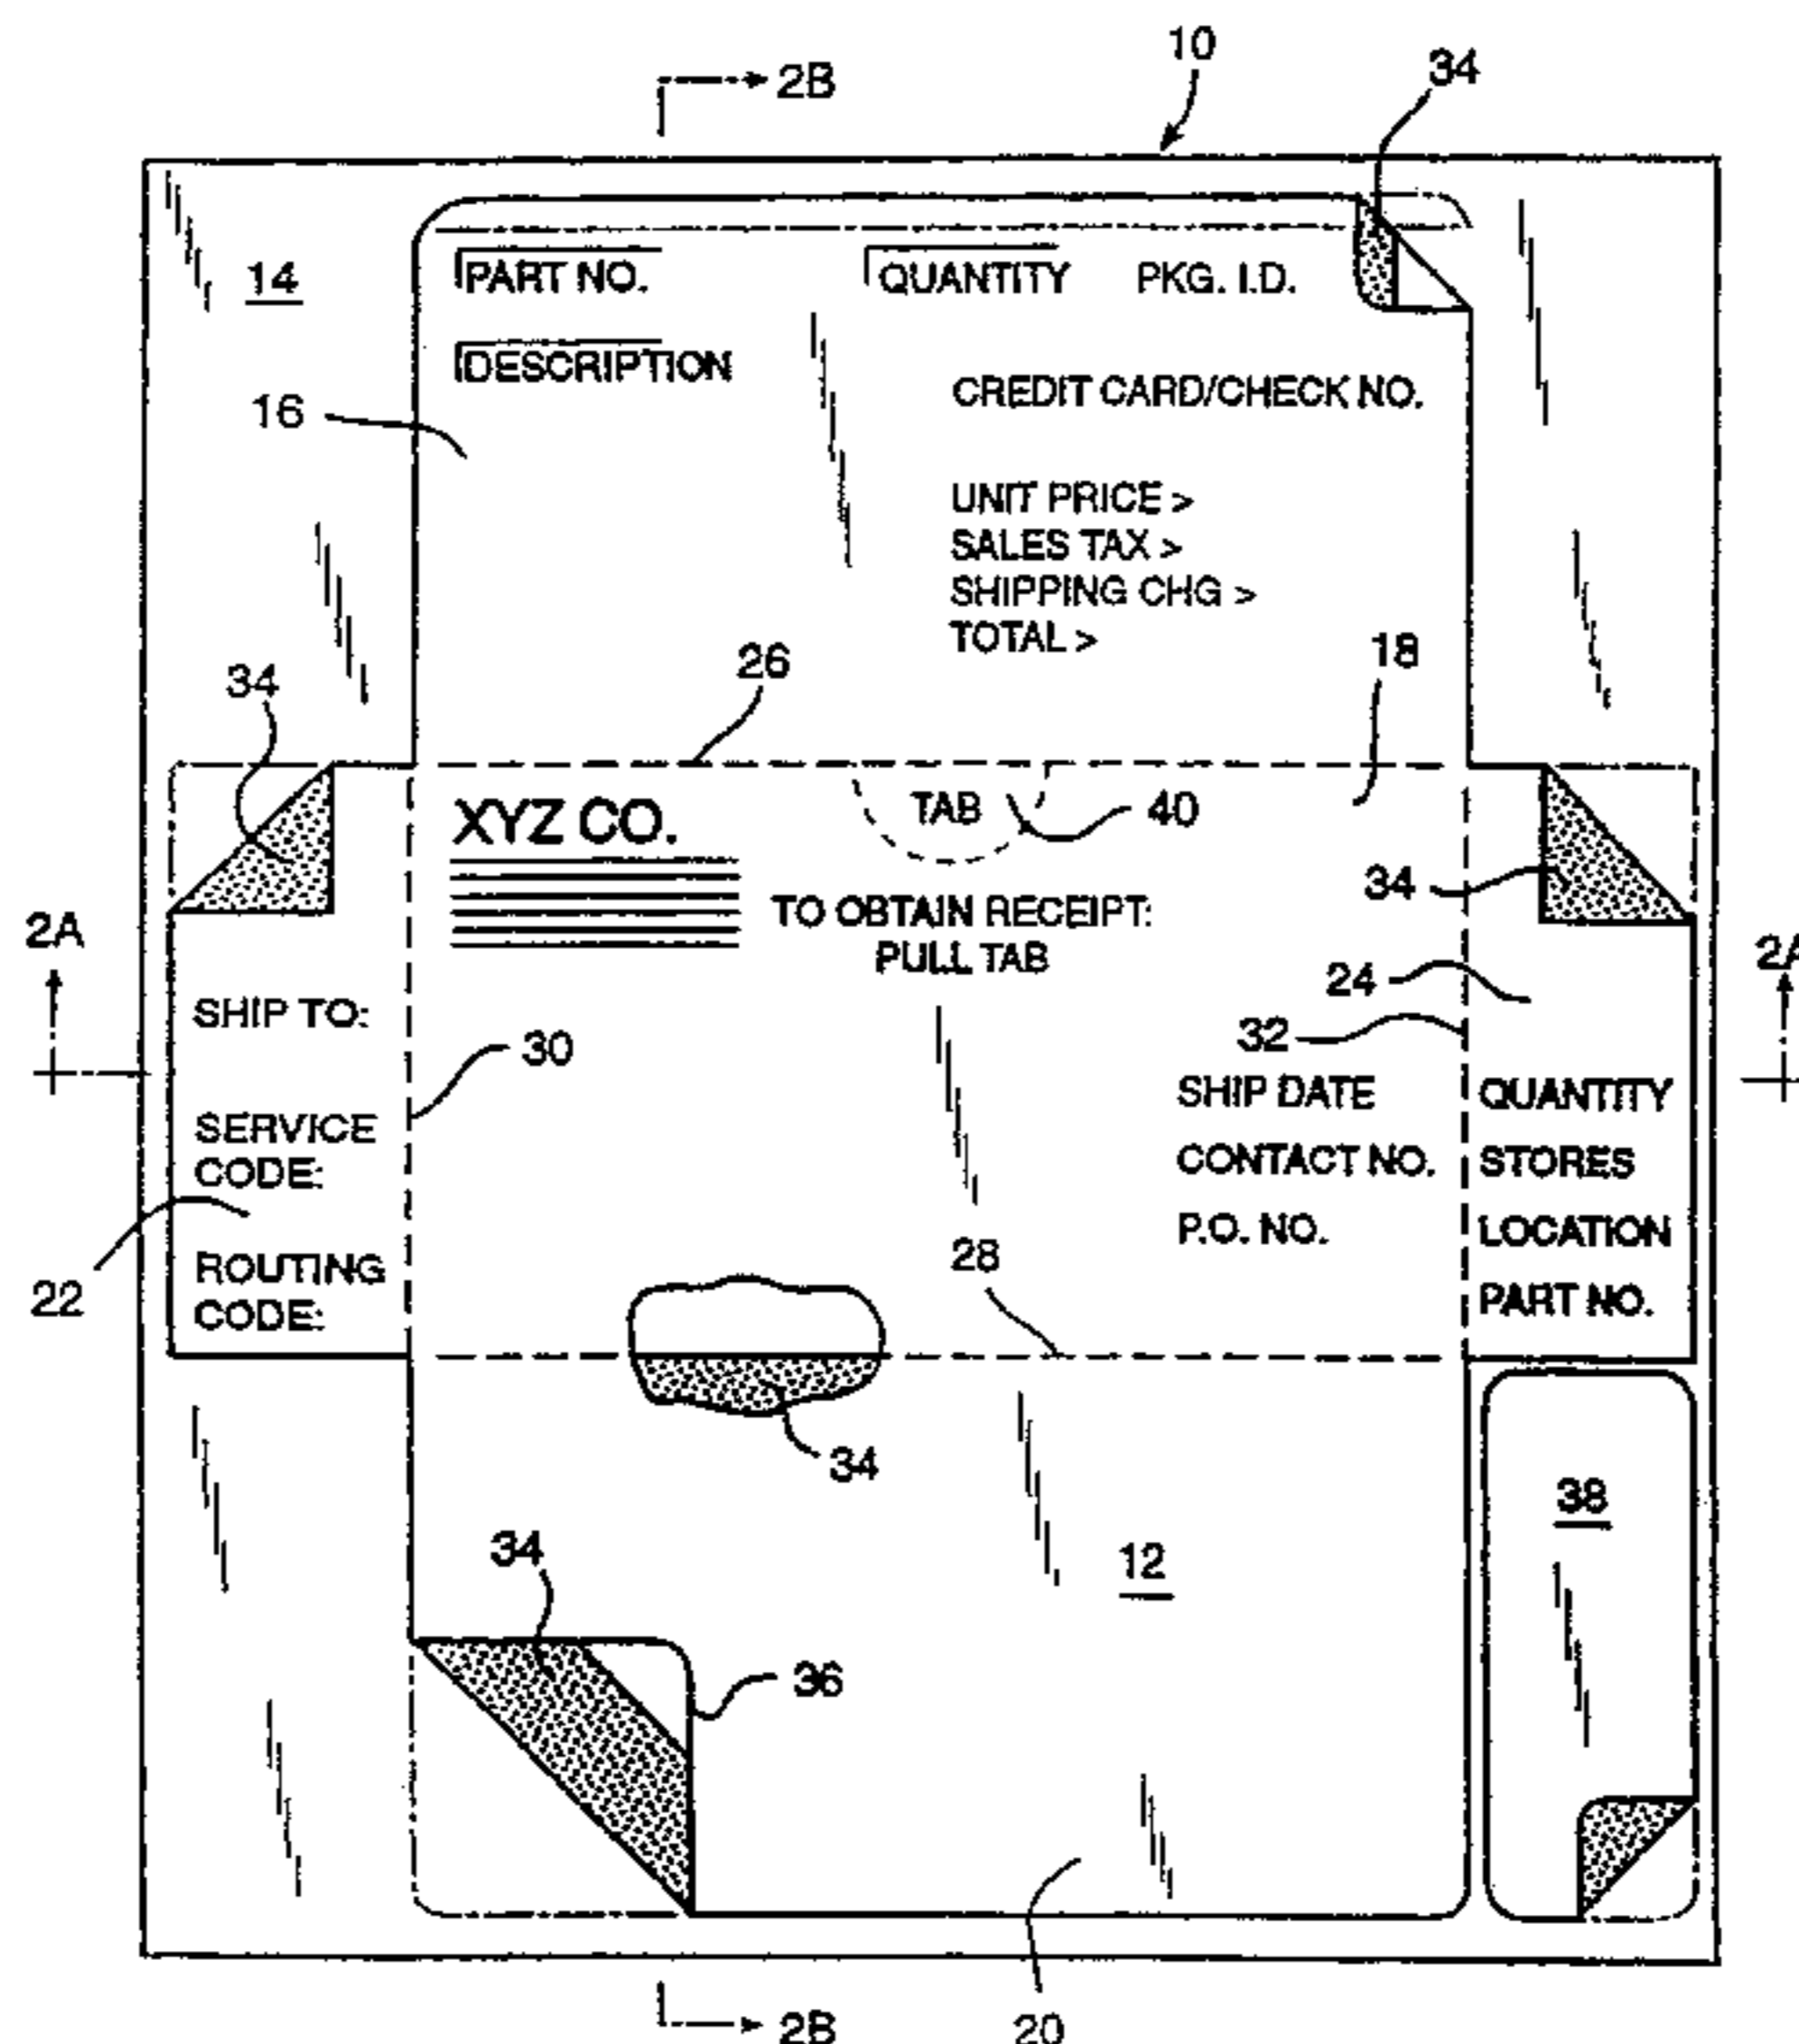 10
34
2B
14
PART NO.
QUANTITY
PKG. I.D.
DESCRIPTION
16
CREDIT CARD/CHECK NO.
UNIT PRICE >
SALES TAX >
SHIPPING CHG >
TOTAL >
18
26
34
XYZ CO.
TAB
40
34
TO OBTAIN RECEIPT:
PULL TAB
2A
2A
24
SHIP TO:
30
32
SERVICE
CODE:
SHIP DATE
QUANTITY
CONTACT NO.
STORES
P.O. NO.
LOCATION
22
ROUTING
CODE:
28
PART NO.
34
38
34
12
36
2B
20